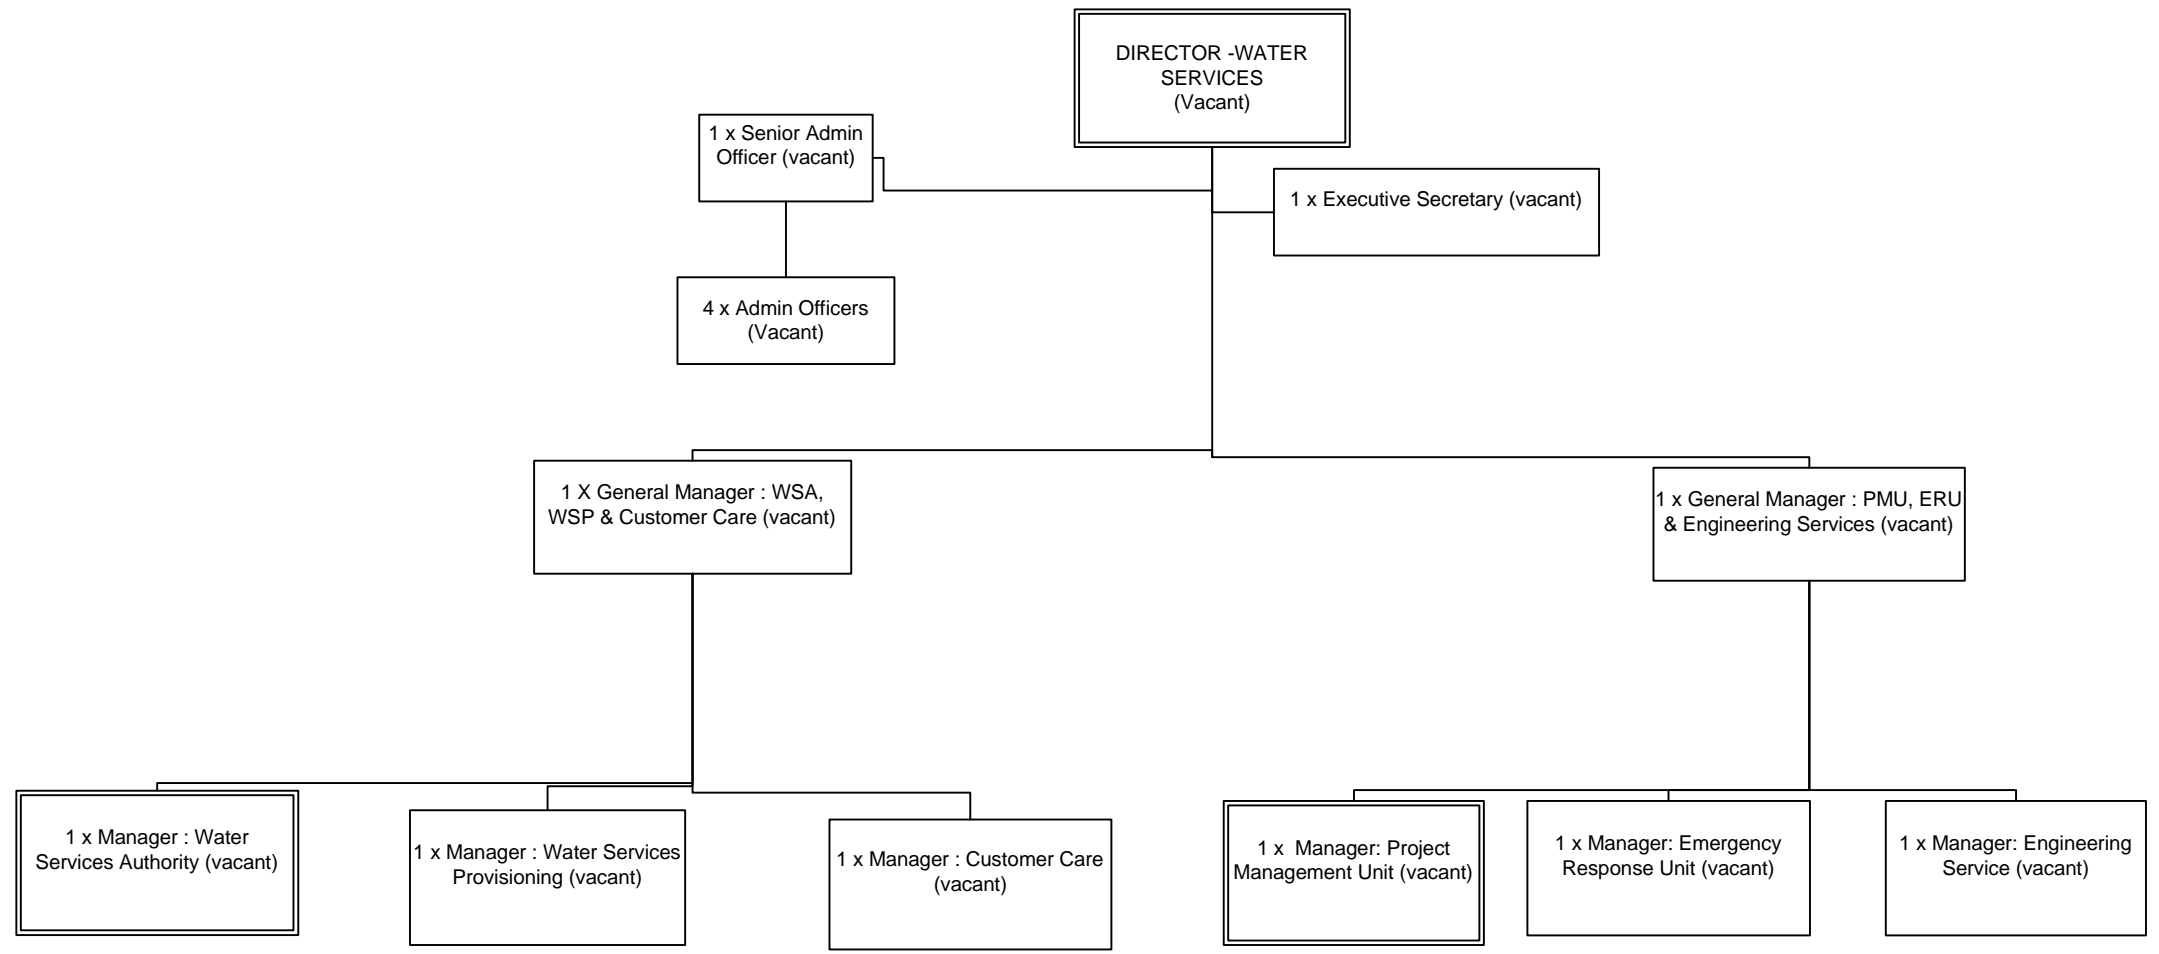 DIRECTOR -WATER
SERVICES
(Vacant)
1 x Senior Admin
Officer (vacant)
1 x Executive Secretary (vacant)
4 x Admin Officers
(Vacant)
1 X General Manager : WSA,
WSP & Customer Care (vacant)
1 x General Manager : PMU, ERU
& Engineering Services (vacant)
1 x Manager : Water
Services Authority (vacant)
1 x Manager : Water Services
Provisioning (vacant)
1 x Manager : Customer Care
(vacant)
1 x  Manager: Project
Management Unit (vacant)
1 x Manager: Emergency
Response Unit (vacant)
1 x Manager: Engineering
Service (vacant)